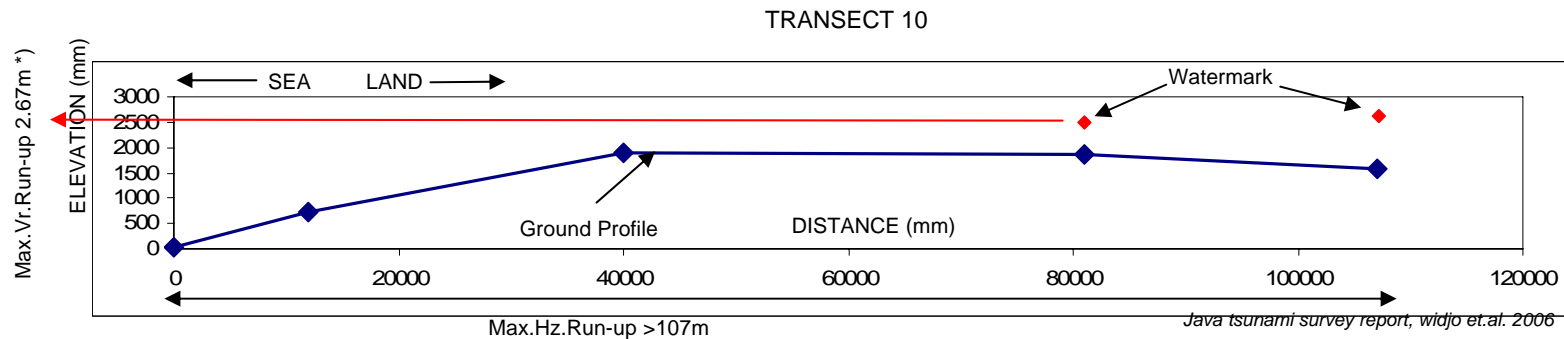 TRANSECT 10
Max.Vr.Run-up 2.67m *)
ELEVATION (mm)
SEA LAND
Watermark
3000
2500
2000
1500
1000
500
0
Ground Profile
DISTANCE (mm)
0 20000 40000 60000 80000 100000 120000
Max.Hz.Run-up >107m
Java tsunami survey report, widjo et.al. 2006